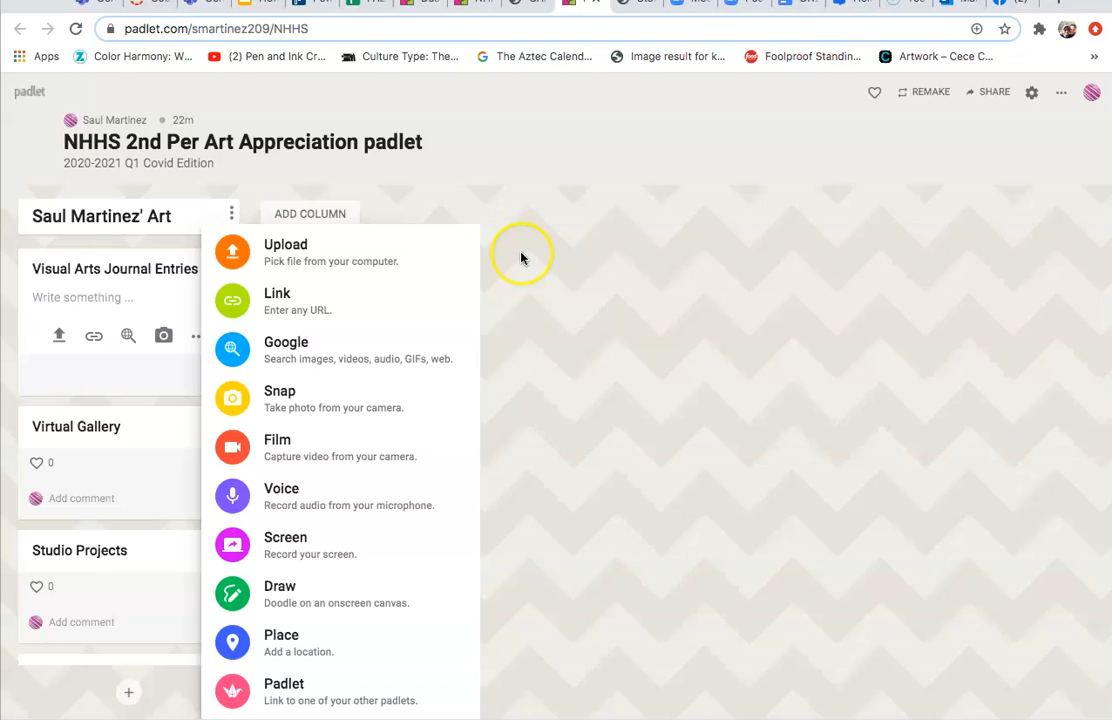 padlet.com/smartinez209/NHHS
Apps
Color Harmony: W...
(2) Pen and Ink Cr...
Culture Type: The...
The Aztec Calend...
Image result for k...
Foolproof Standin...
Artwork – Cece C...
»
padlet
REMAKE
SHARE
Saul Martinez
22m
NHHS 2nd Per Art Appreciation padlet
2020-2021 Q1 Covid Edition
Saul Martinez' Art
ADD COLUMN
Visual Arts Journal Entries
Write something ...
Virtual Gallery
0
Add comment
Studio Projects
0
Add comment
Upload
Pick file from your computer.
Link
Enter any URL.
Google
Search images, videos, audio, GIFs, web.
Snap
Take photo from your camera.
Film
Capture video from your camera.
Voice
Record audio from your microphone.
Screen
Record your screen.
Draw
Doodle on an onscreen canvas.
Place
Add a location.
Padlet
Link to one of your other padlets.